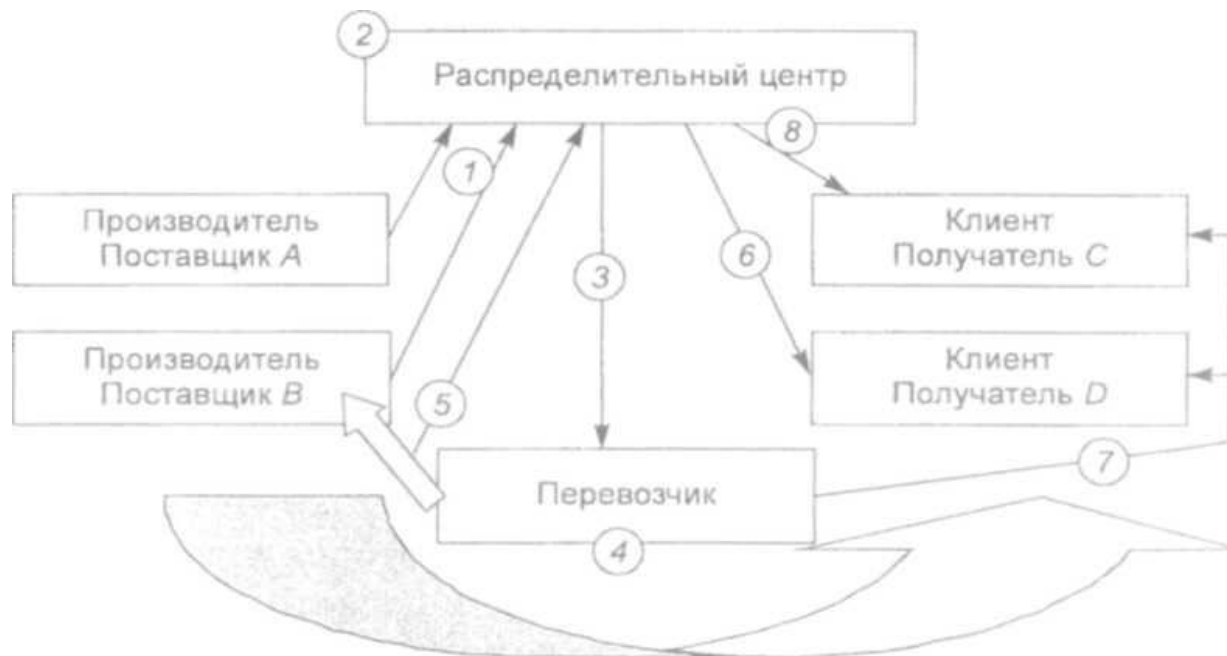 2
Распределительный центр
8
1
Производитель
Поставщик A
Клиент
Получатель C
6
3
Производитель
Поставщик B
Клиент
Получатель D
5
7
Перевозчик
4